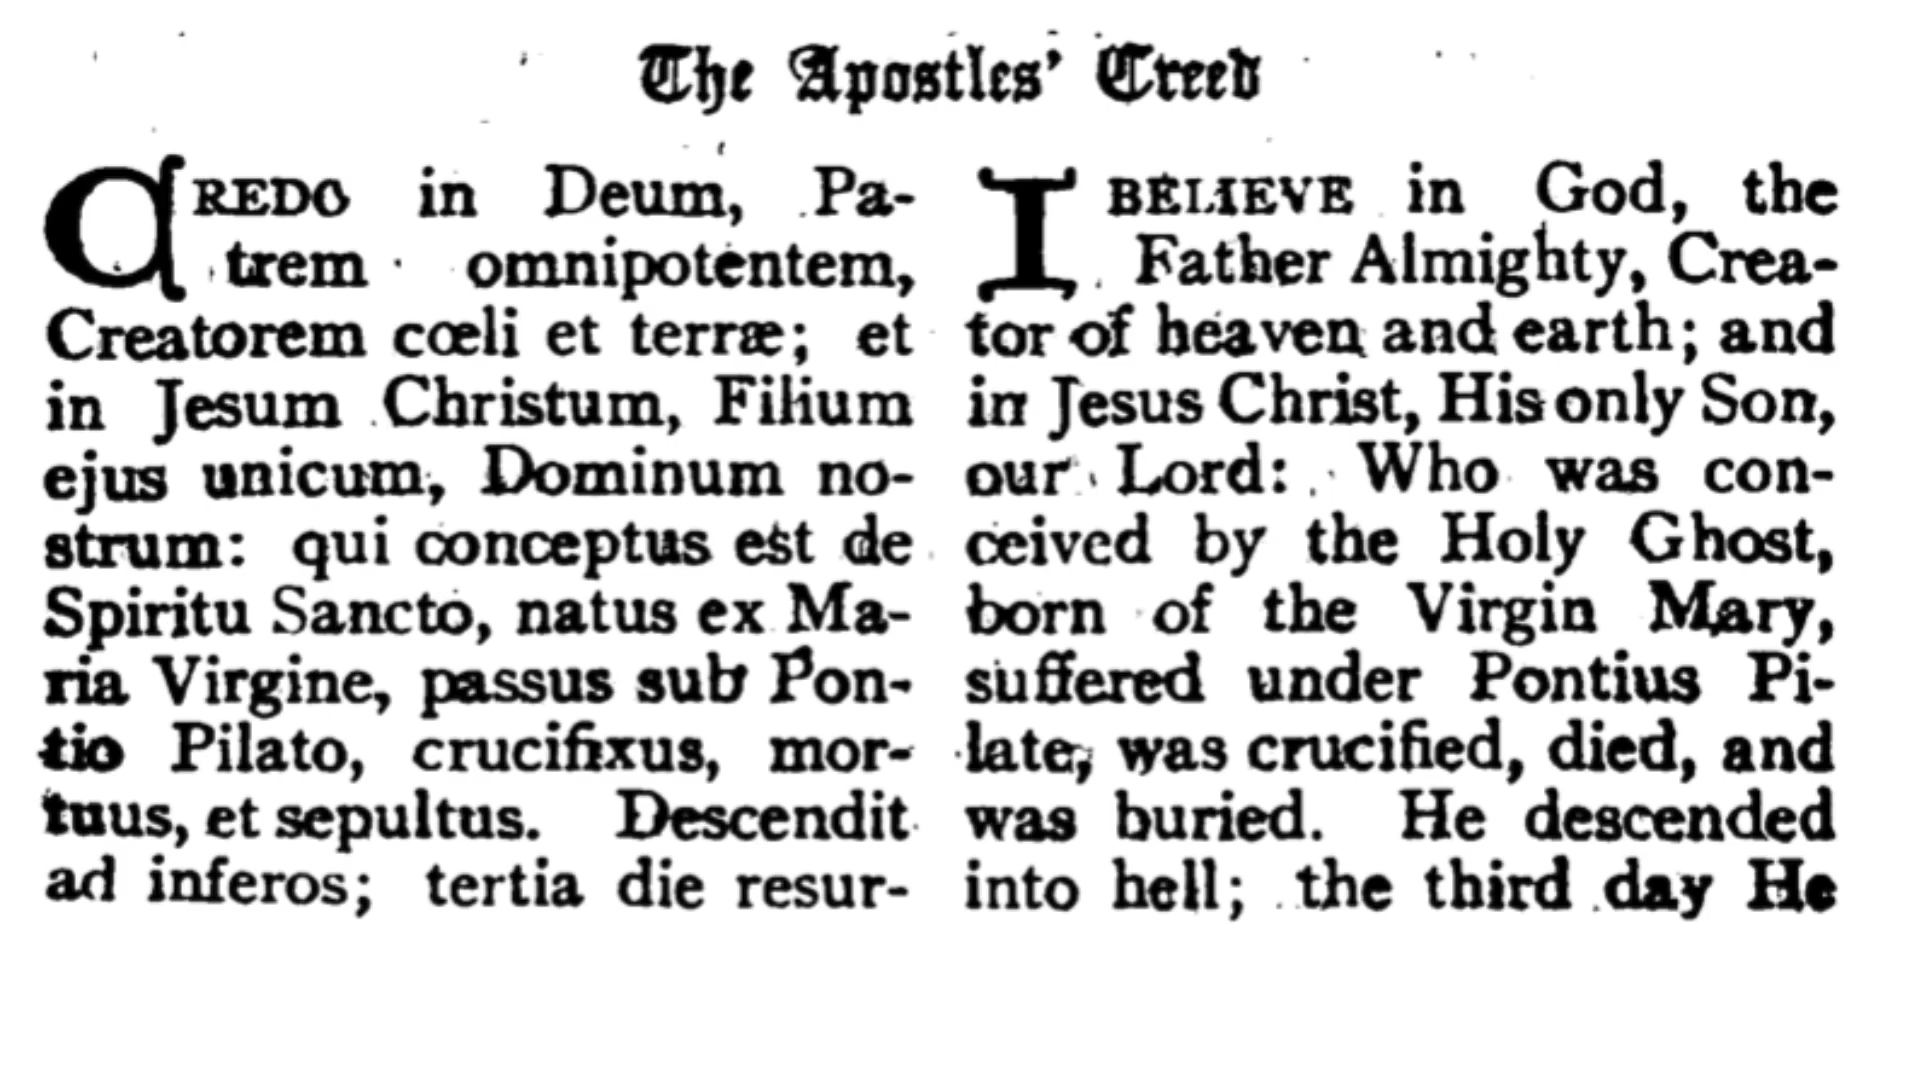 The Apostles' Creed
CREDO in Deum, Pa-
trem omnipotentem,
Creatorem cœli et terræ; et
in Jesum Christum, Filium
ejus unicum, Dominum no-
strum: qui conceptus est de
Spiritu Sancto, natus ex Ma-
ria Virgine, passus sub Pon-
tio Pilato, crucifixus, mor-
tuus, et sepultus. Descendit
ad inferos; tertia die resur-
I BELIEVE in God, the
Father Almighty, Crea-
tor of heaven and earth; and
in Jesus Christ, His only Son,
our Lord: Who was con-
ceived by the Holy Ghost,
born of the Virgin Mary,
suffered under Pontius Pi-
late, was crucified, died, and
was buried. He descended
into hell; the third day He